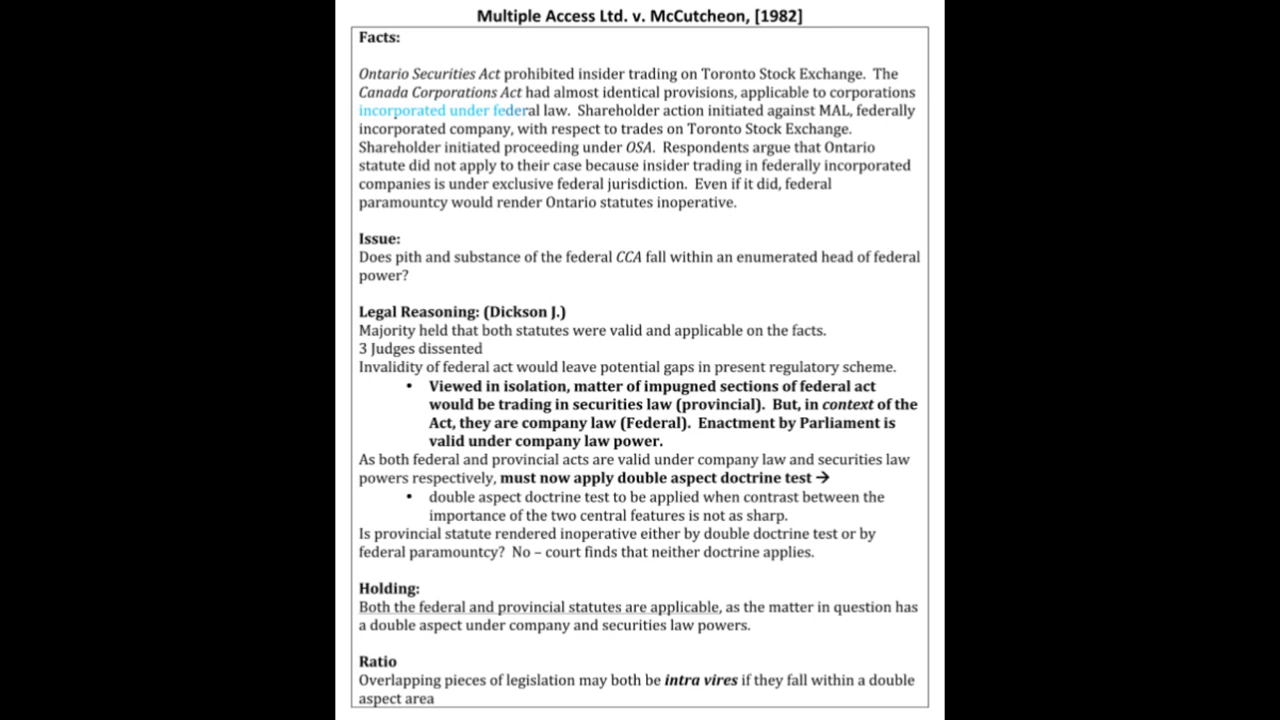 Multiple Access Ltd. v. McCutcheon, [1982]
Facts:
Ontario Securities Act prohibited insider trading on Toronto Stock Exchange. The
Canada Corporations Act had almost identical provisions, applicable to corporations
incorporated under federal law. Shareholder action initiated against MAL, federally
incorporated company, with respect to trades on Toronto Stock Exchange.
Shareholder initiated proceeding under OSA. Respondents argue that Ontario
statute did not apply to their case because insider trading in federally incorporated
companies is under exclusive federal jurisdiction. Even if it did, federal
paramountcy would render Ontario statutes inoperative.
Issue:
Does pith and substance of the federal CCA fall within an enumerated head of federal
power?
Legal Reasoning: (Dickson J.)
Majority held that both statutes were valid and applicable on the facts.
3 Judges dissented
Invalidity of federal act would leave potential gaps in present regulatory scheme.
• Viewed in isolation, matter of impugned sections of federal act
would be trading in securities law (provincial). But, in context of the
Act, they are company law (Federal). Enactment by Parliament is
valid under company law power.
As both federal and provincial acts are valid under company law and securities law
powers respectively, must now apply double aspect doctrine test →
• double aspect doctrine test to be applied when contrast between the
importance of the two central features is not as sharp.
Is provincial statute rendered inoperative either by double doctrine test or by
federal paramountcy? No – court finds that neither doctrine applies.
Holding:
Both the federal and provincial statutes are applicable, as the matter in question has
a double aspect under company and securities law powers.
Ratio
Overlapping pieces of legislation may both be intra vires if they fall within a double
aspect area